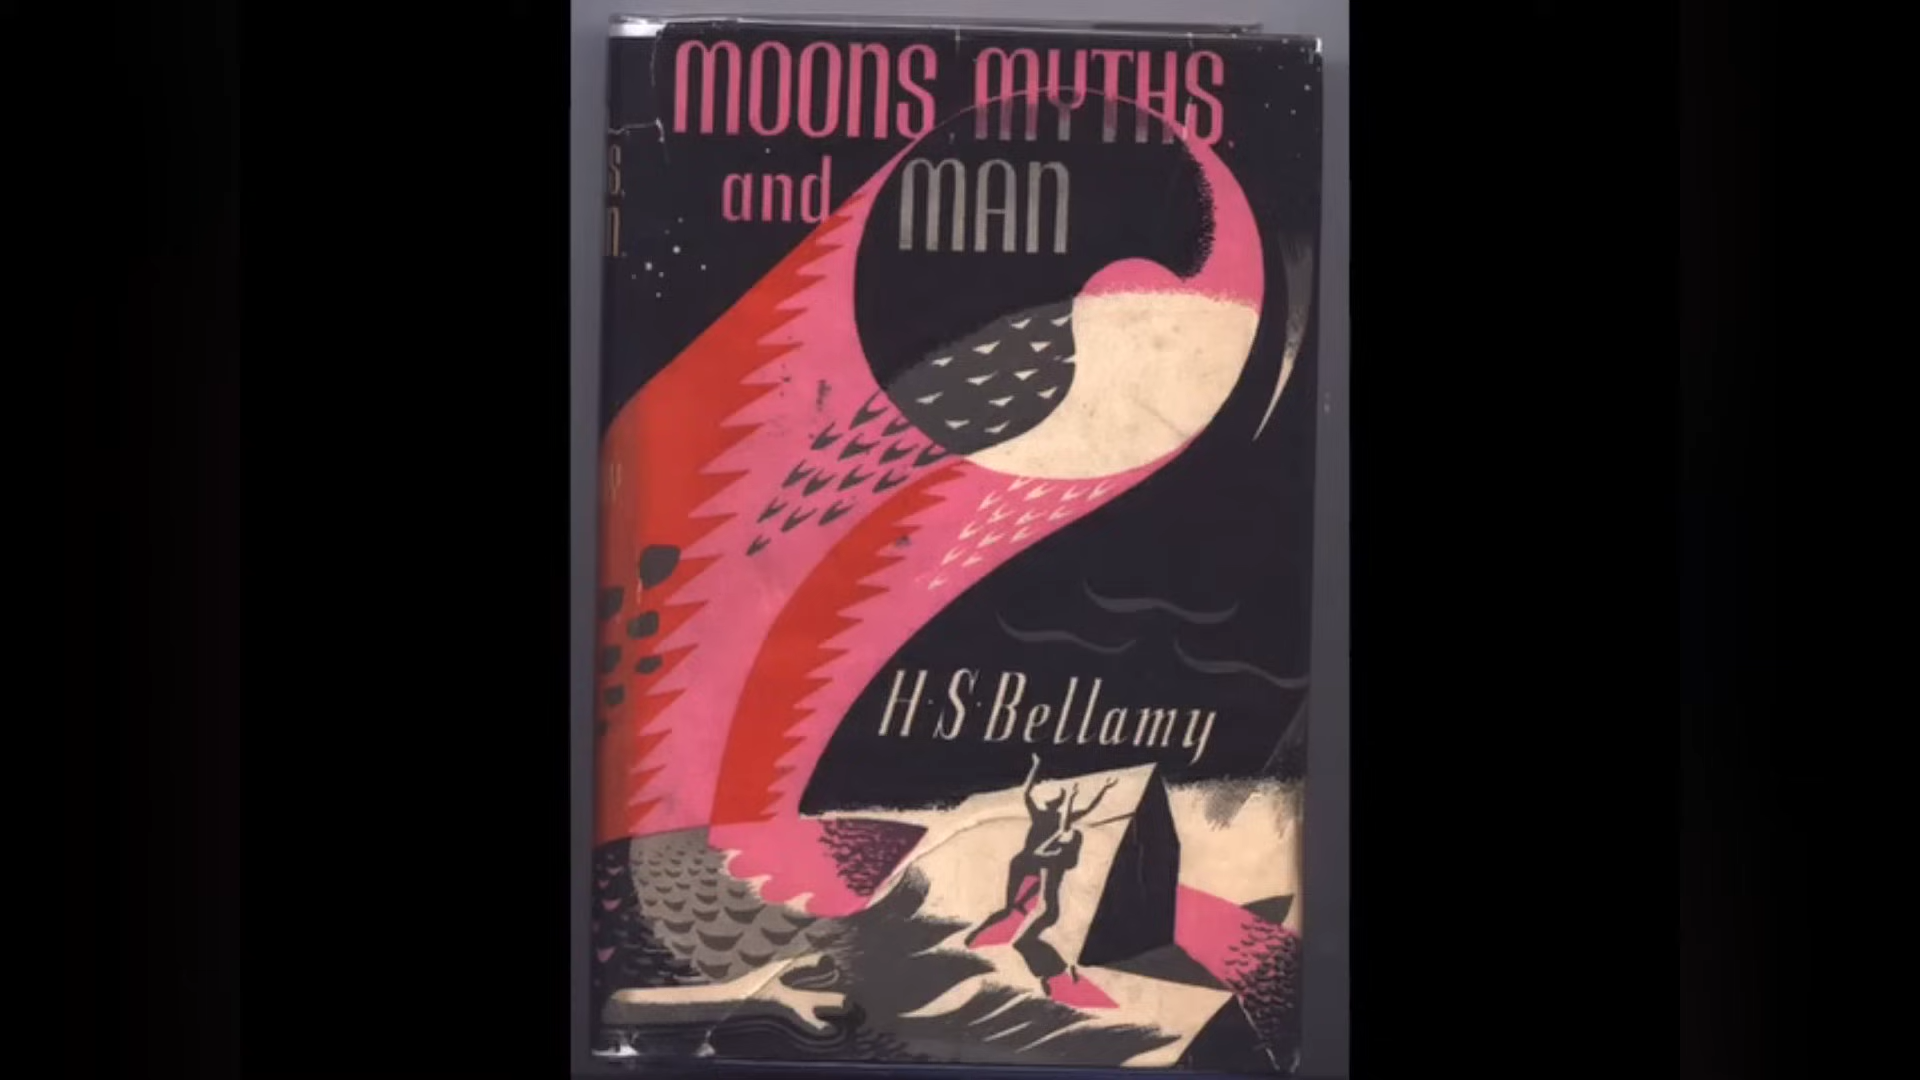 MOONS, MYTHS,
and MAN
H·S·Bellamy
S,
N.